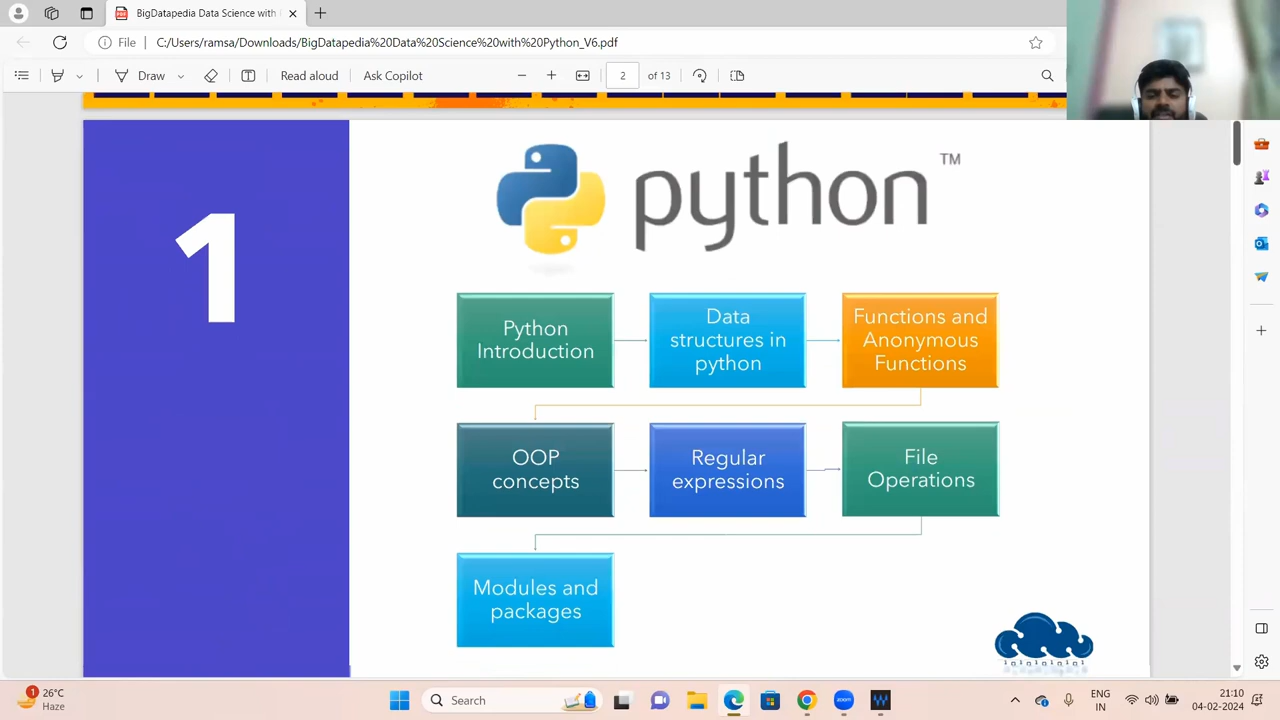 BigDatapedia Data Science with
File
C:/Users/ramsa/Downloads/BigDatapedia%20Data%20Science%20with%20Python_V6.pdf
Draw
Read aloud
Ask Copilot
2
of 13
1
python
TM
Python
Introduction
Data
structures in
python
Functions and
Anonymous
Functions
OOP
concepts
Regular
expressions
File
Operations
Modules and
packages
1
26°C
Haze
Search
zoom
ENG
IN
21:10
04-02-2024